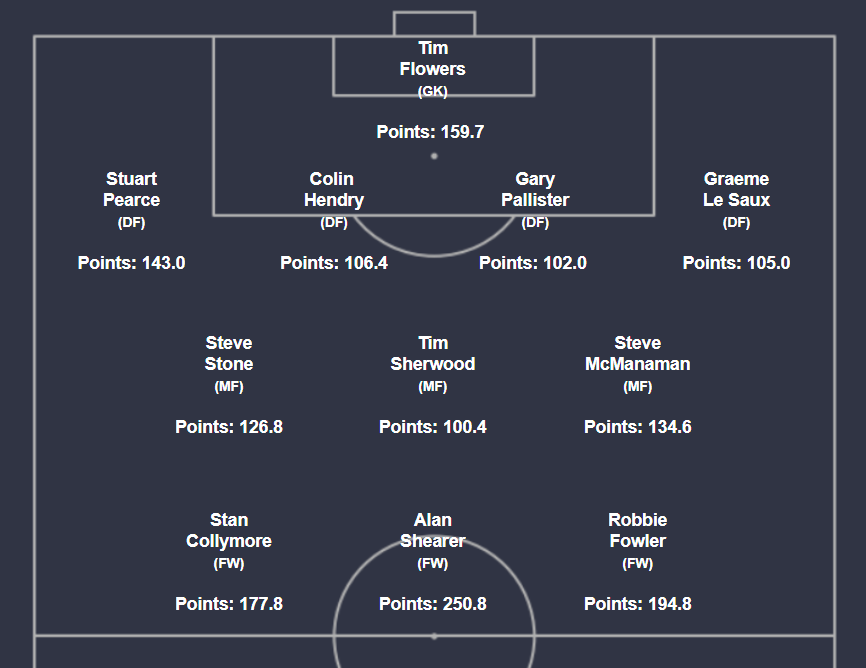 Tim
Flowers
(GK)
Points: 159.7
Stuart
Pearce
(DF)
Points: 143.0
Colin
Hendry
(DF)
Points: 106.4
Gary
Pallister
(DF)
Points: 102.0
Graeme
Le Saux
(DF)
Points: 105.0
Steve
Stone
(MF)
Points: 126.8
Tim
Sherwood
(MF)
Points: 100.4
Steve
McManaman
(MF)
Points: 134.6
Stan
Collymore
(FW)
Points: 177.8
Alan
Shearer
(FW)
Points: 250.8
Robbie
Fowler
(FW)
Points: 194.8